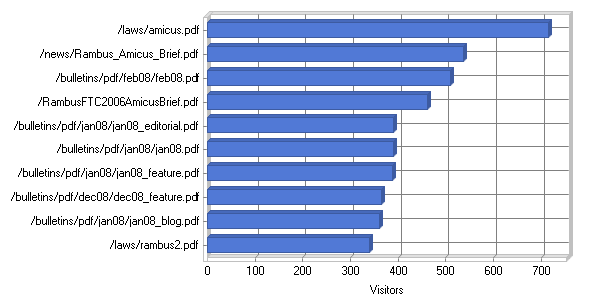 /laws/amicus.pdf
/news/Rambus_Amicus_Brief.pdf
/bulletins/pdf/feb08/feb08.pdf
/RambusFTC2006AmicusBrief.pdf
/bulletins/pdf/jan08/jan08_editorial.pdf
/bulletins/pdf/jan08/jan08.pdf
/bulletins/pdf/jan08/jan08_feature.pdf
/bulletins/pdf/dec08/dec08_feature.pdf
/bulletins/pdf/jan08/jan08_blog.pdf
/laws/rambus2.pdf
0 100 200 300 400 500 600 700
Visitors